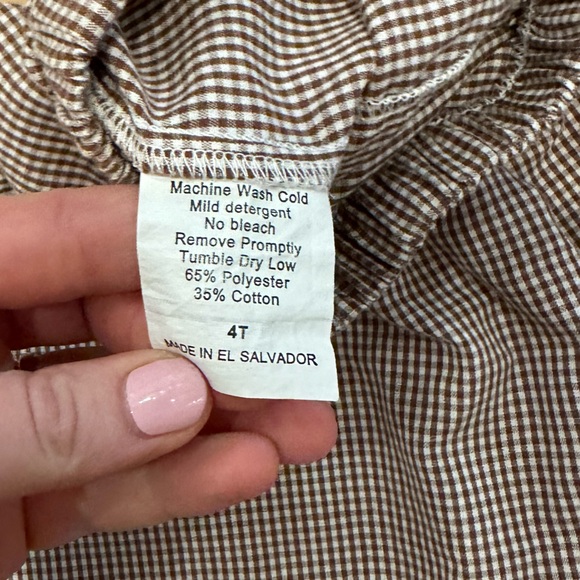 Machine Wash Cold
Mild detergent
No bleach
Remove Promptly
Tumble Dry Low
65% Polyester
35% Cotton
4T
MADE IN EL SALVADOR